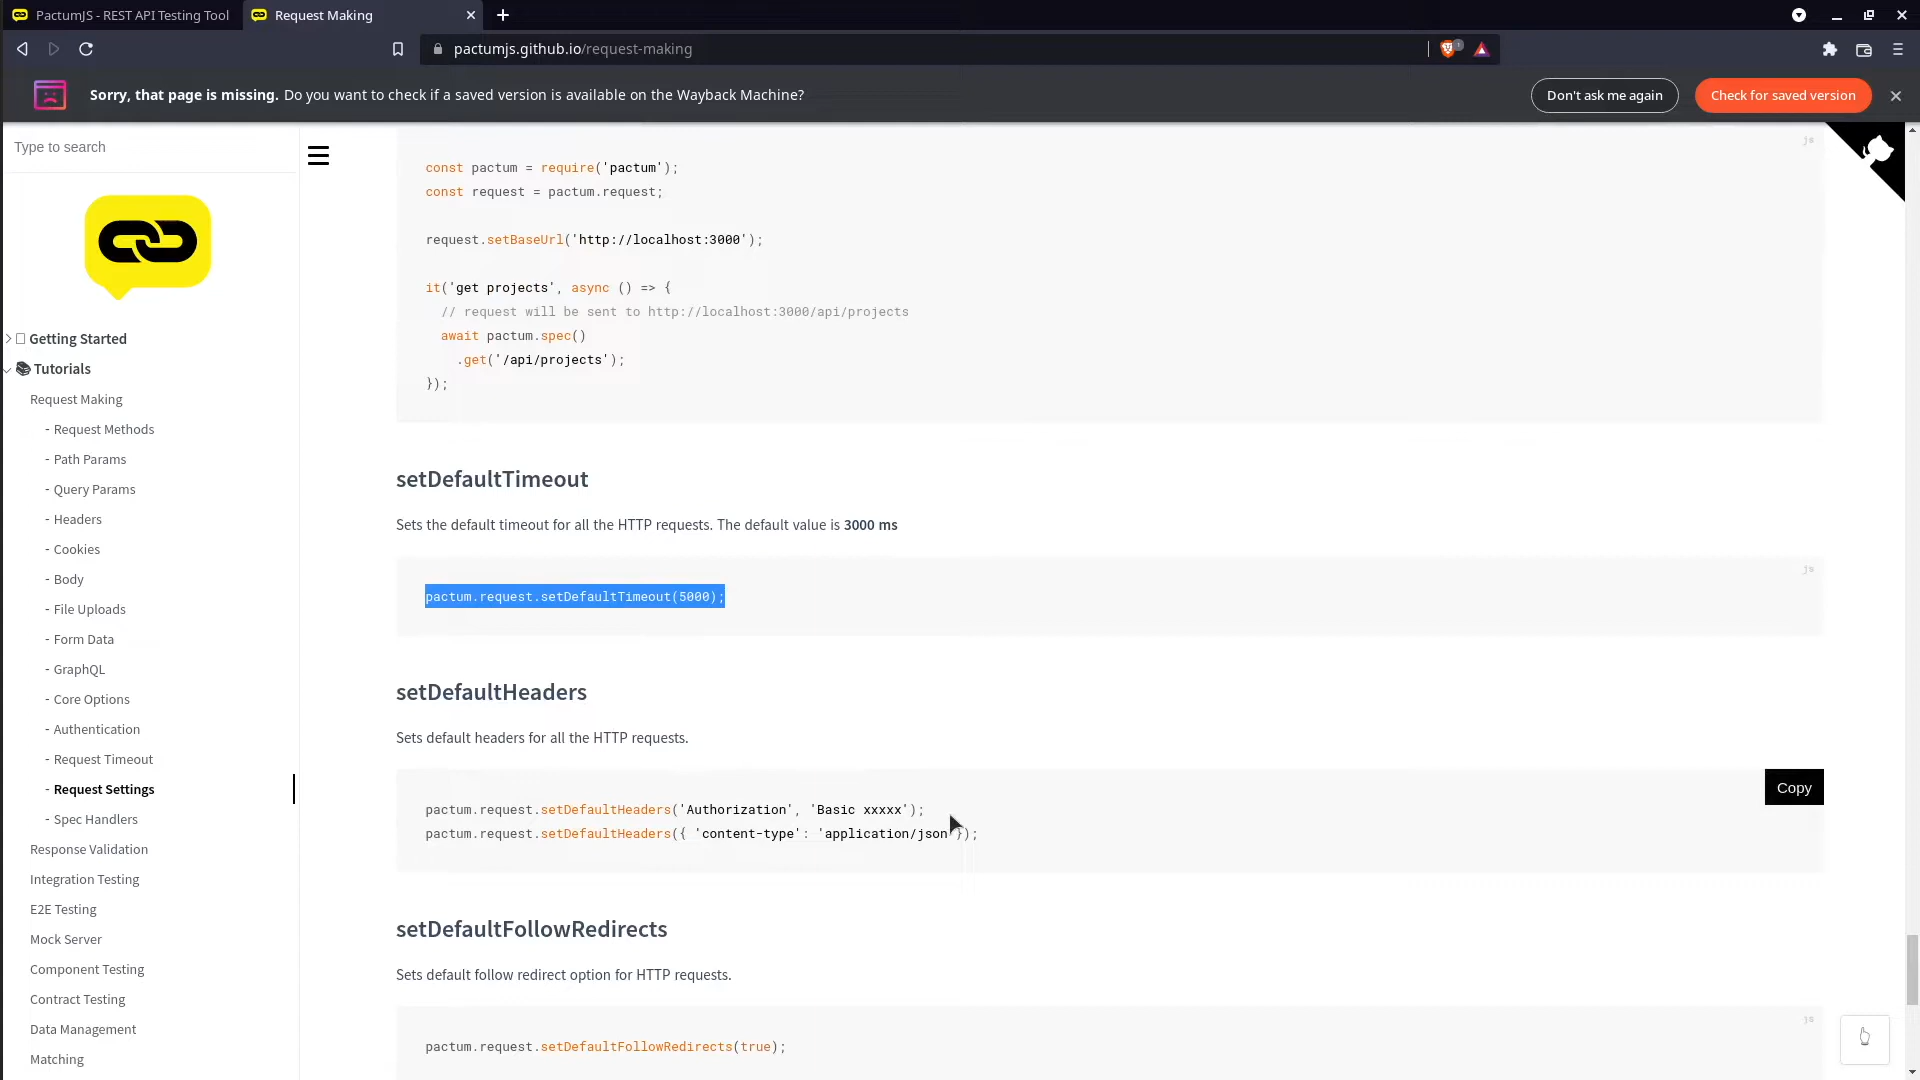 PactumJS - REST API Testing Tool
Request Making
pactumjs.github.io/request-making
1
Sorry, that page is missing. Do you want to check if a saved version is available on the Wayback Machine?
Don't ask me again
Check for saved version
Type to search
Getting Started
Tutorials
Request Making
- Request Methods
- Path Params
- Query Params
- Headers
- Cookies
- Body
- File Uploads
- Form Data
- GraphQL
- Core Options
- Authentication
- Request Timeout
- Request Settings
- Spec Handlers
Response Validation
Integration Testing
E2E Testing
Mock Server
Component Testing
Contract Testing
Data Management
Matching
js
const pactum = require('pactum');
const request = pactum.request;
request.setBaseUrl('http://localhost:3000');
it('get projects', async () => {
// request will be sent to http://localhost:3000/api/projects
await pactum.spec()
.get('/api/projects');
});
setDefaultTimeout
Sets the default timeout for all the HTTP requests. The default value is 3000 ms
js
pactum.request.setDefaultTimeout(5000);
setDefaultHeaders
Sets default headers for all the HTTP requests.
Copy
pactum.request.setDefaultHeaders('Authorization', 'Basic xxxxx');
pactum.request.setDefaultHeaders({ 'content-type': 'application/json' });
setDefaultFollowRedirects
Sets default follow redirect option for HTTP requests.
js
pactum.request.setDefaultFollowRedirects(true);